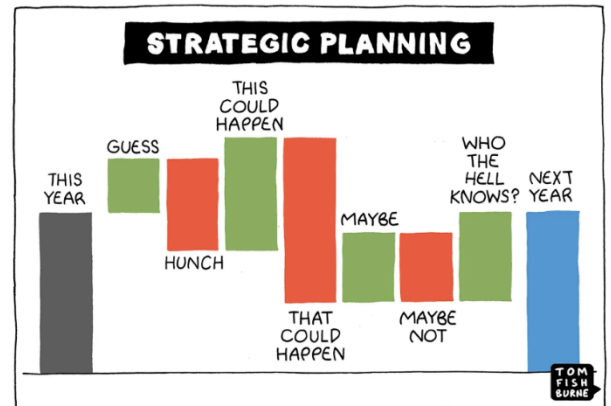 STRATEGIC PLANNING
THIS
YEAR
GUESS
HUNCH
THIS
COULD
HAPPEN
THAT
COULD
HAPPEN
MAYBE
MAYBE
NOT
WHO
THE
HELL
KNOWS?
NEXT
YEAR
TOM
FISH
BURNE